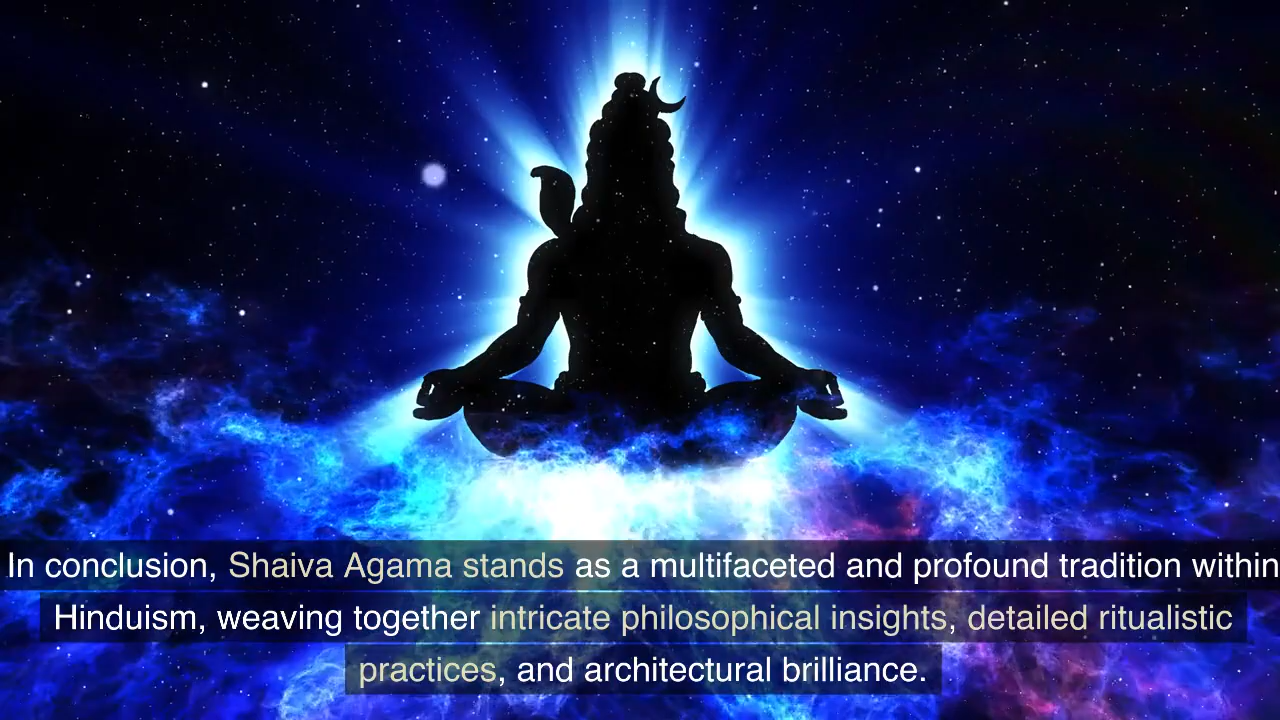 In conclusion, Shaiva Agama stands as a multifaceted and profound tradition within
Hinduism, weaving together intricate philosophical insights, detailed ritualistic
practices, and architectural brilliance.